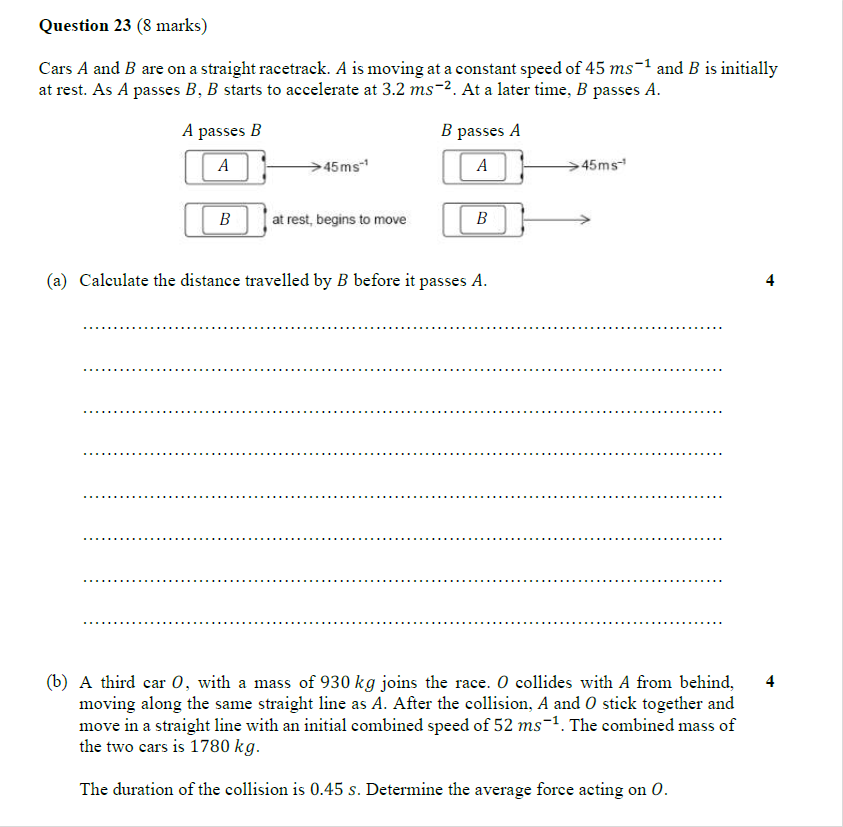 Question 23 (8 marks)
Cars A and B are on a straight racetrack. A is moving at a constant speed of 45 ms⁻¹ and B is initially
at rest. As A passes B, B starts to accelerate at 3.2 ms⁻². At a later time, B passes A.
A passes B
B passes A
A
45ms⁻¹
A
45ms⁻¹
B
at rest, begins to move
B
(a) Calculate the distance travelled by B before it passes A. 4
(b) A third car O, with a mass of 930 kg joins the race. O collides with A from behind, 4
moving along the same straight line as A. After the collision, A and O stick together and
move in a straight line with an initial combined speed of 52 ms⁻¹. The combined mass of
the two cars is 1780 kg.
The duration of the collision is 0.45 s. Determine the average force acting on O.